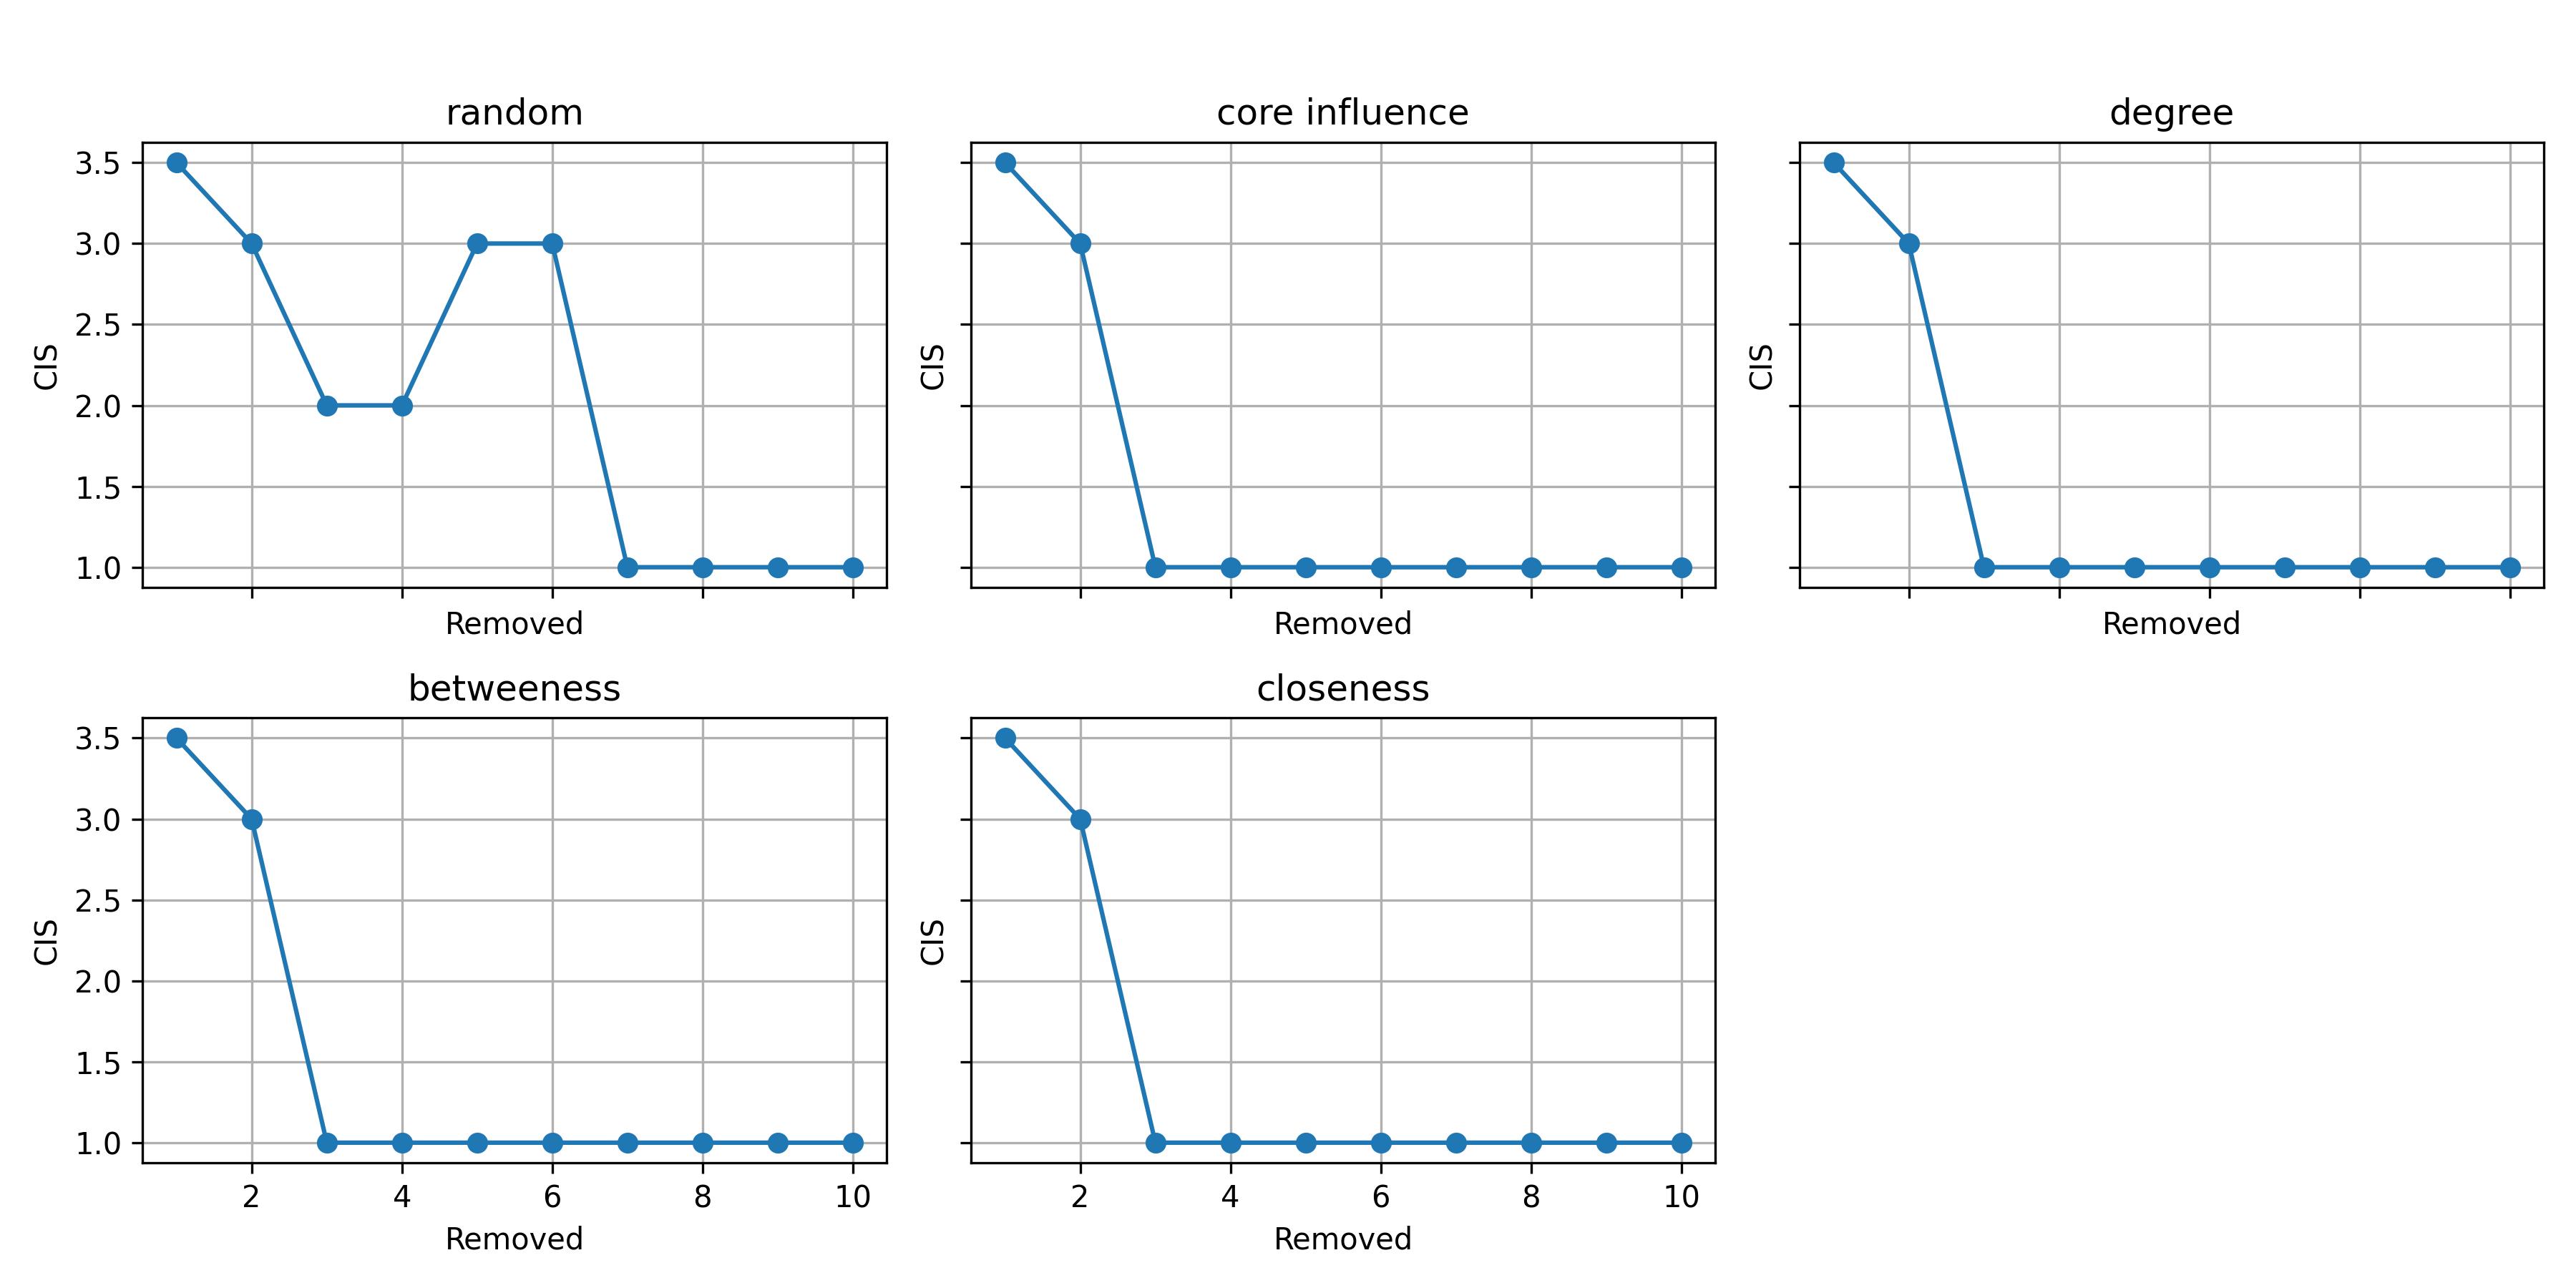 random
core influence
degree
3.5
3.0
2.5
2.0
1.5
1.0
CIS
CIS
CIS
Removed
Removed
Removed
betweeness
closeness
3.5
3.0
2.5
2.0
1.5
1.0
CIS
CIS
2 4 6 8 10
2 4 6 8 10
Removed
Removed